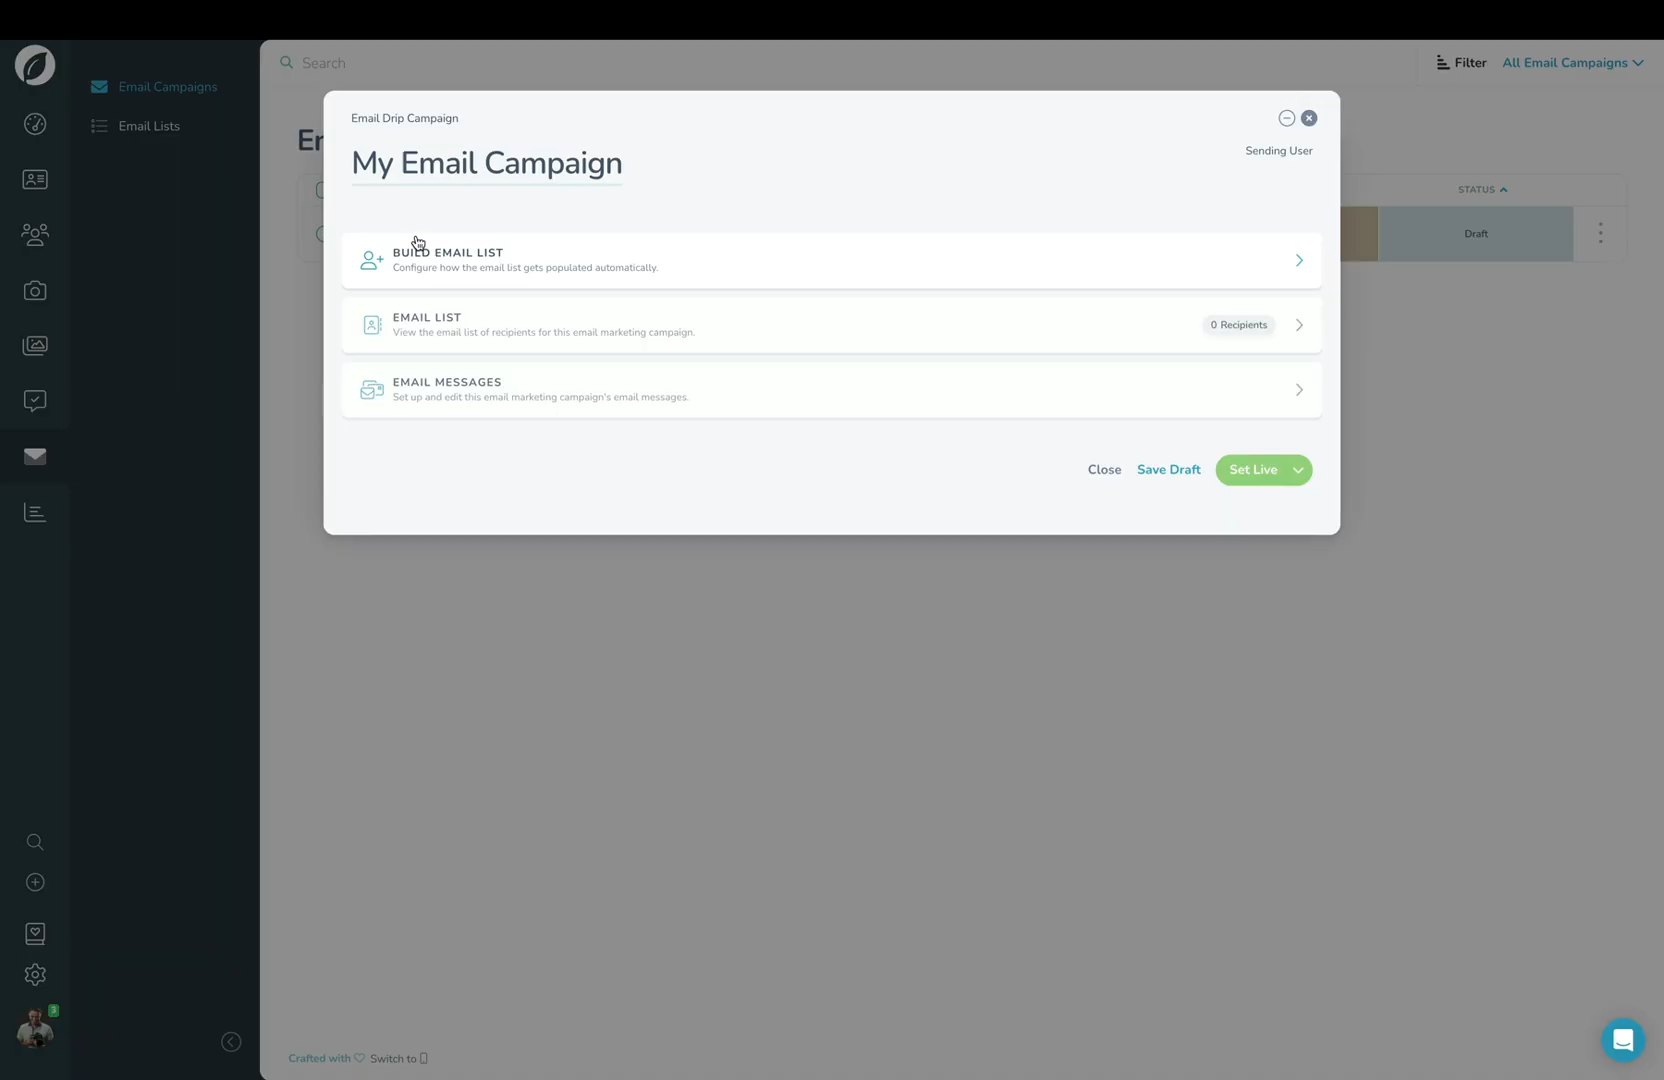 Email Campaigns
Email Lists
Search
Filter
All Email Campaigns
Er
STATUS
Draft
Email Drip Campaign
My Email Campaign
Sending User
BUILD EMAIL LIST
Configure how the email list gets populated automatically.
EMAIL LIST
View the email list of recipients for this email marketing campaign.
0 Recipients
EMAIL MESSAGES
Set up and edit this email marketing campaign's email messages.
Close
Save Draft
Set Live
3
Crafted with
Switch to